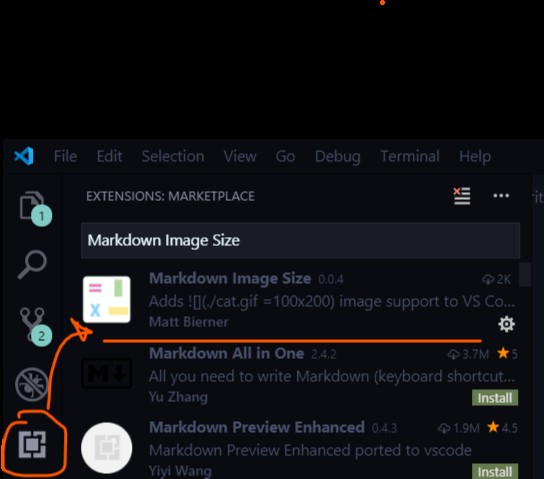 File Edit Selection View Go Debug Terminal Help
EXTENSIONS: MARKETPLACE
1
Markdown Image Size
Markdown Image Size 0.0.4 2K
Adds ![](./cat.gif =100x200) image support to VS Co...
Matt Bierner
2
Markdown All in One 2.4.2 3.7M 5
All you need to write Markdown (keyboard shortcut...
Yu Zhang
Install
Markdown Preview Enhanced 0.4.3 1.9M 4.5
Markdown Preview Enhanced ported to vscode
Yiyi Wang
Install